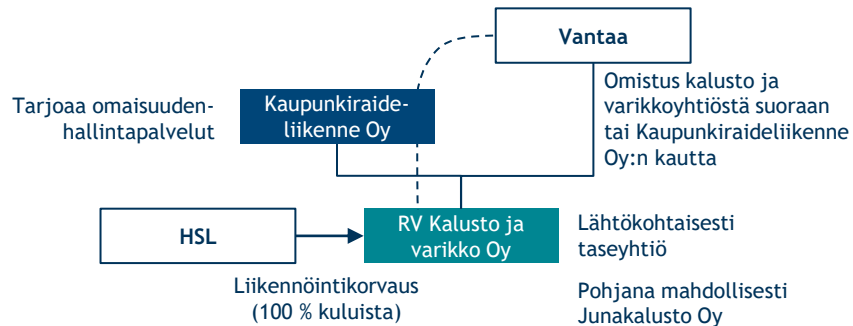 Vantaa
Tarjoaa omaisuuden-
hallintapalvelut
Kaupunkiraide-
liikenne Oy
Omistus kalusto ja
varikkoyhtiöstä suoraan
tai Kaupunkiraideliikenne
Oy:n kautta
HSL
RV Kalusto ja
varikko Oy
Lähtökohtaisesti
taseyhtiö
Liikennöintikorvaus
(100 % kuluista)
Pohjana mahdollisesti
Junakalusto Oy